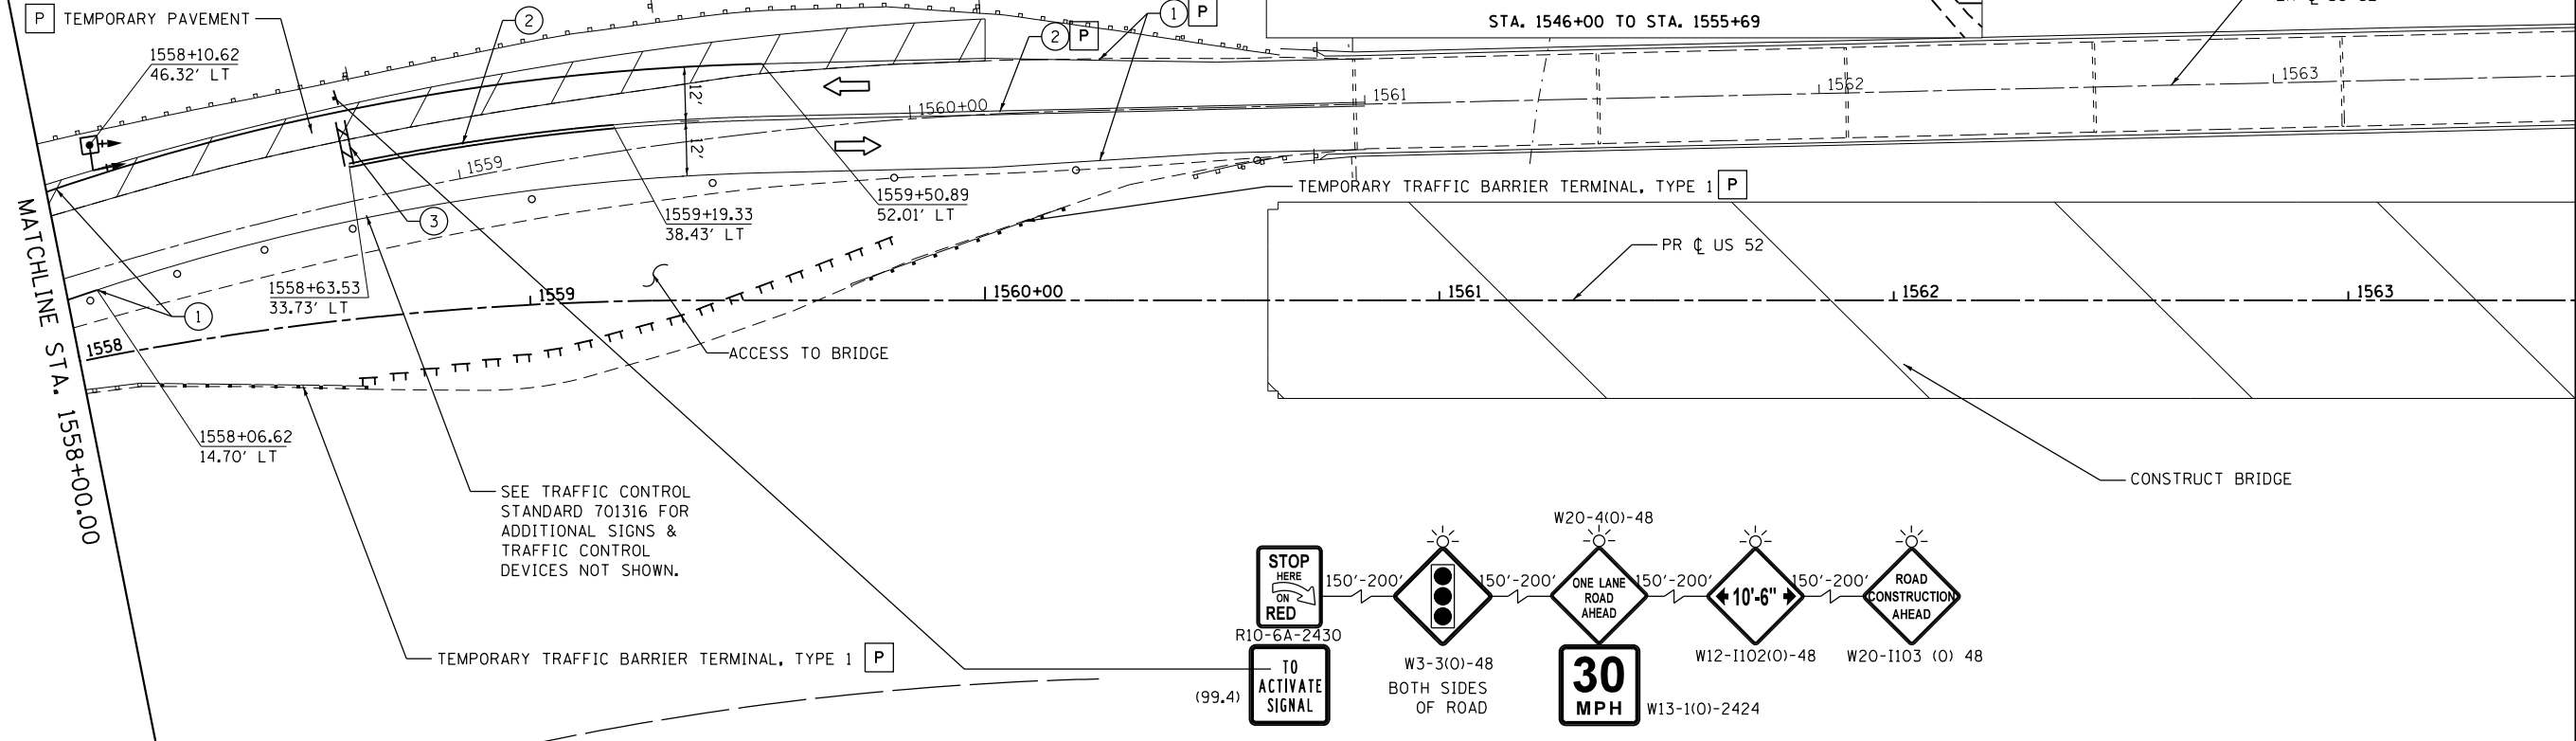 P TEMPORARY PAVEMENT
2
1558+10.62
46.32' LT
2 P
1 P
STA. 1546+00 TO STA. 1555+69
12'
12'
1560+00
1561
1562
1563
1559
3
1559+19.33
38.43' LT
1559+50.89
52.01' LT
TEMPORARY TRAFFIC BARRIER TERMINAL, TYPE 1 P
PR ℄ US 52
1558+63.53
33.73' LT
1
1558
1559
1560+00
1561
1562
1563
MATCHLINE STA. 1558+00.00
ACCESS TO BRIDGE
1558+06.62
14.70' LT
SEE TRAFFIC CONTROL
STANDARD 701316 FOR
ADDITIONAL SIGNS &
TRAFFIC CONTROL
DEVICES NOT SHOWN.
CONSTRUCT BRIDGE
TEMPORARY TRAFFIC BARRIER TERMINAL, TYPE 1 P
STOP
HERE
ON
RED
R10-6A-2430
TO
ACTIVATE
SIGNAL
(99.4)
150'-200'
W3-3(O)-48
BOTH SIDES
OF ROAD
150'-200'
W20-4(O)-48
ONE LANE
ROAD
AHEAD
30
MPH
W13-1(O)-2424
150'-200'
10'-6"
W12-I102(O)-48
150'-200'
ROAD
CONSTRUCTION
AHEAD
W20-I103 (O) 48